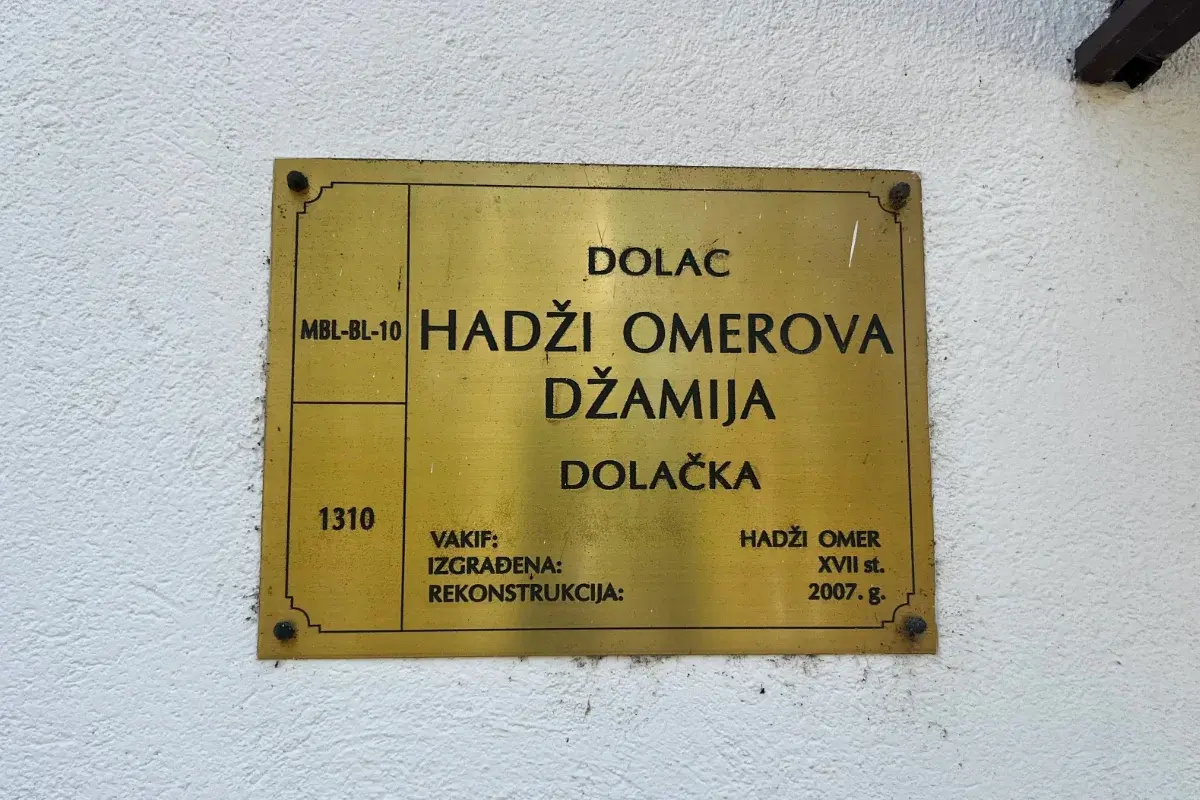 MBL-BL-10
1310
DOLAC
HADŽI OMEROVA
DŽAMIJA
DOLAČKA
VAKIF: HADŽI OMER
IZGRAĐENA: XVII st.
REKONSTRUKCIJA: 2007. g.